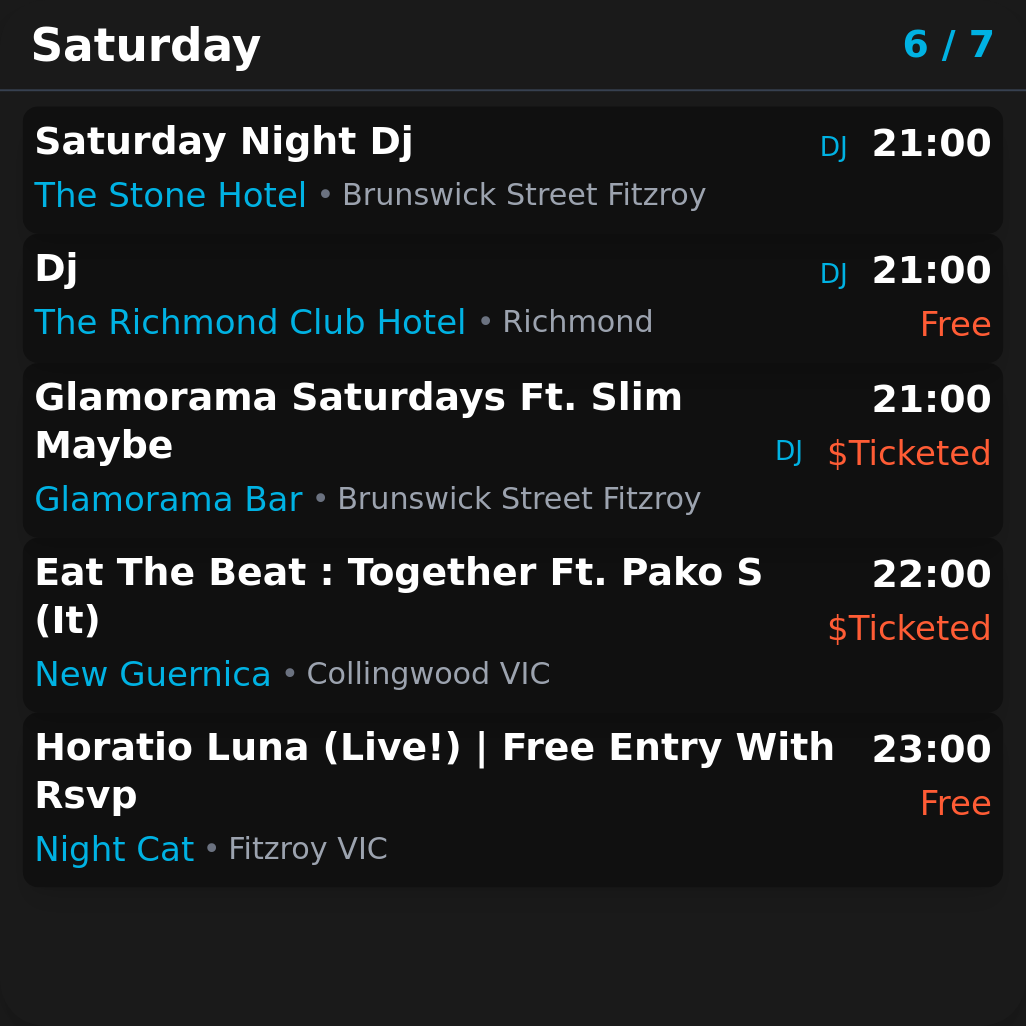 Saturday 6 / 7
Saturday Night Dj DJ 21:00
The Stone Hotel • Brunswick Street Fitzroy
Dj DJ 21:00
The Richmond Club Hotel • Richmond Free
Glamorama Saturdays Ft. Slim 21:00
Maybe DJ $Ticketed
Glamorama Bar • Brunswick Street Fitzroy
Eat The Beat : Together Ft. Pako S 22:00
(It) $Ticketed
New Guernica • Collingwood VIC
Horatio Luna (Live!) | Free Entry With 23:00
Rsvp Free
Night Cat • Fitzroy VIC